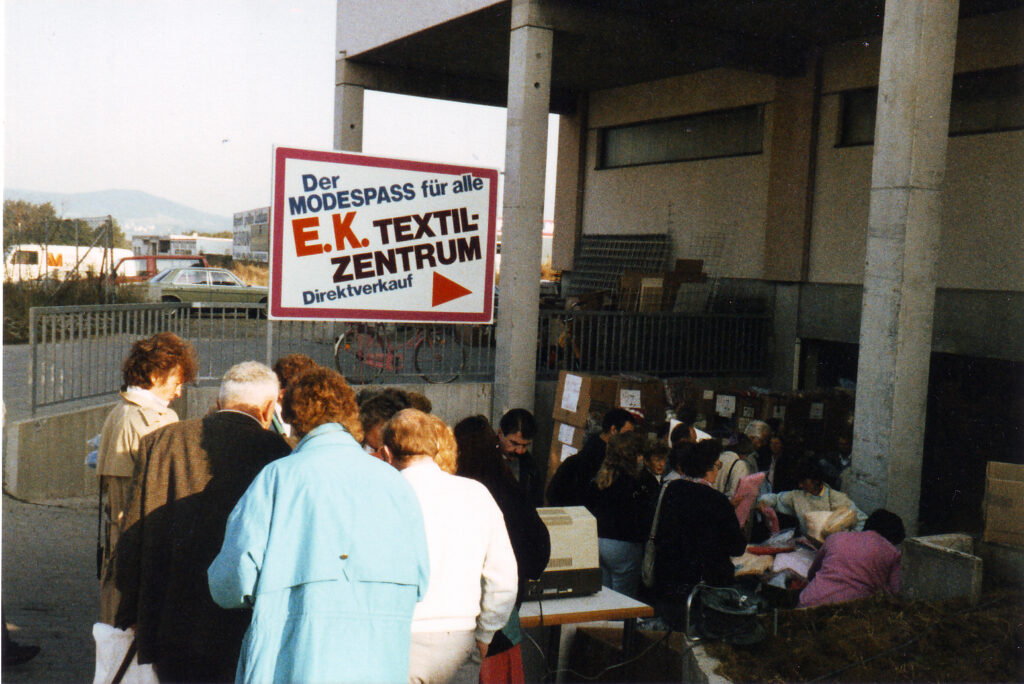 Der
MODESPASS für alle
E.K. TEXTIL-
ZENTRUM
Direktverkauf
M